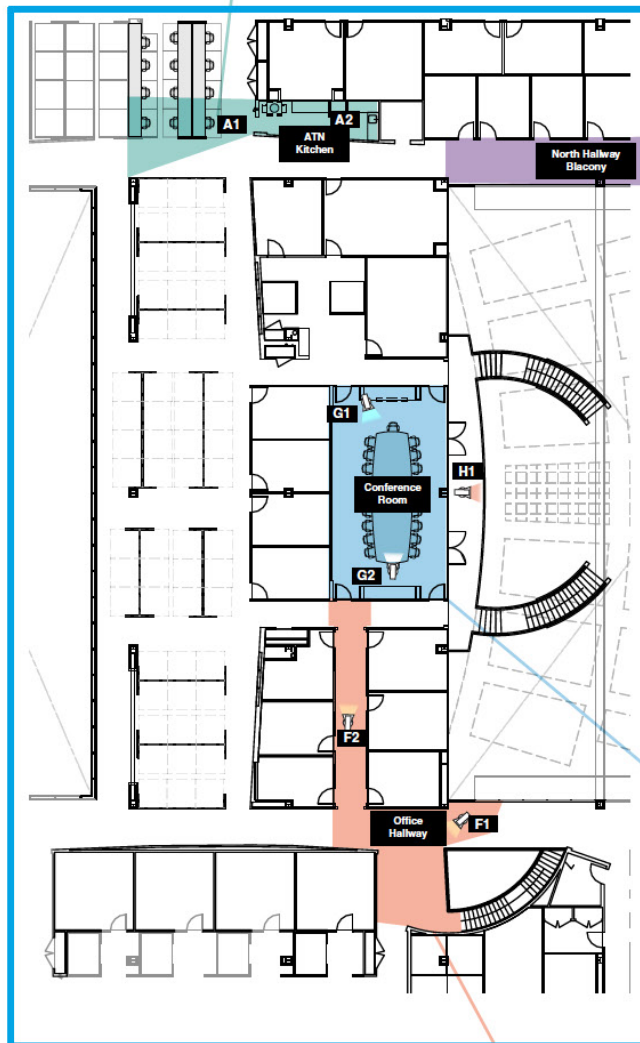 A1
A2
ATN
Kitchen
North Hallway
Blacony
G1
H1
Conference
Room
G2
F2
Office
Hallway
F1